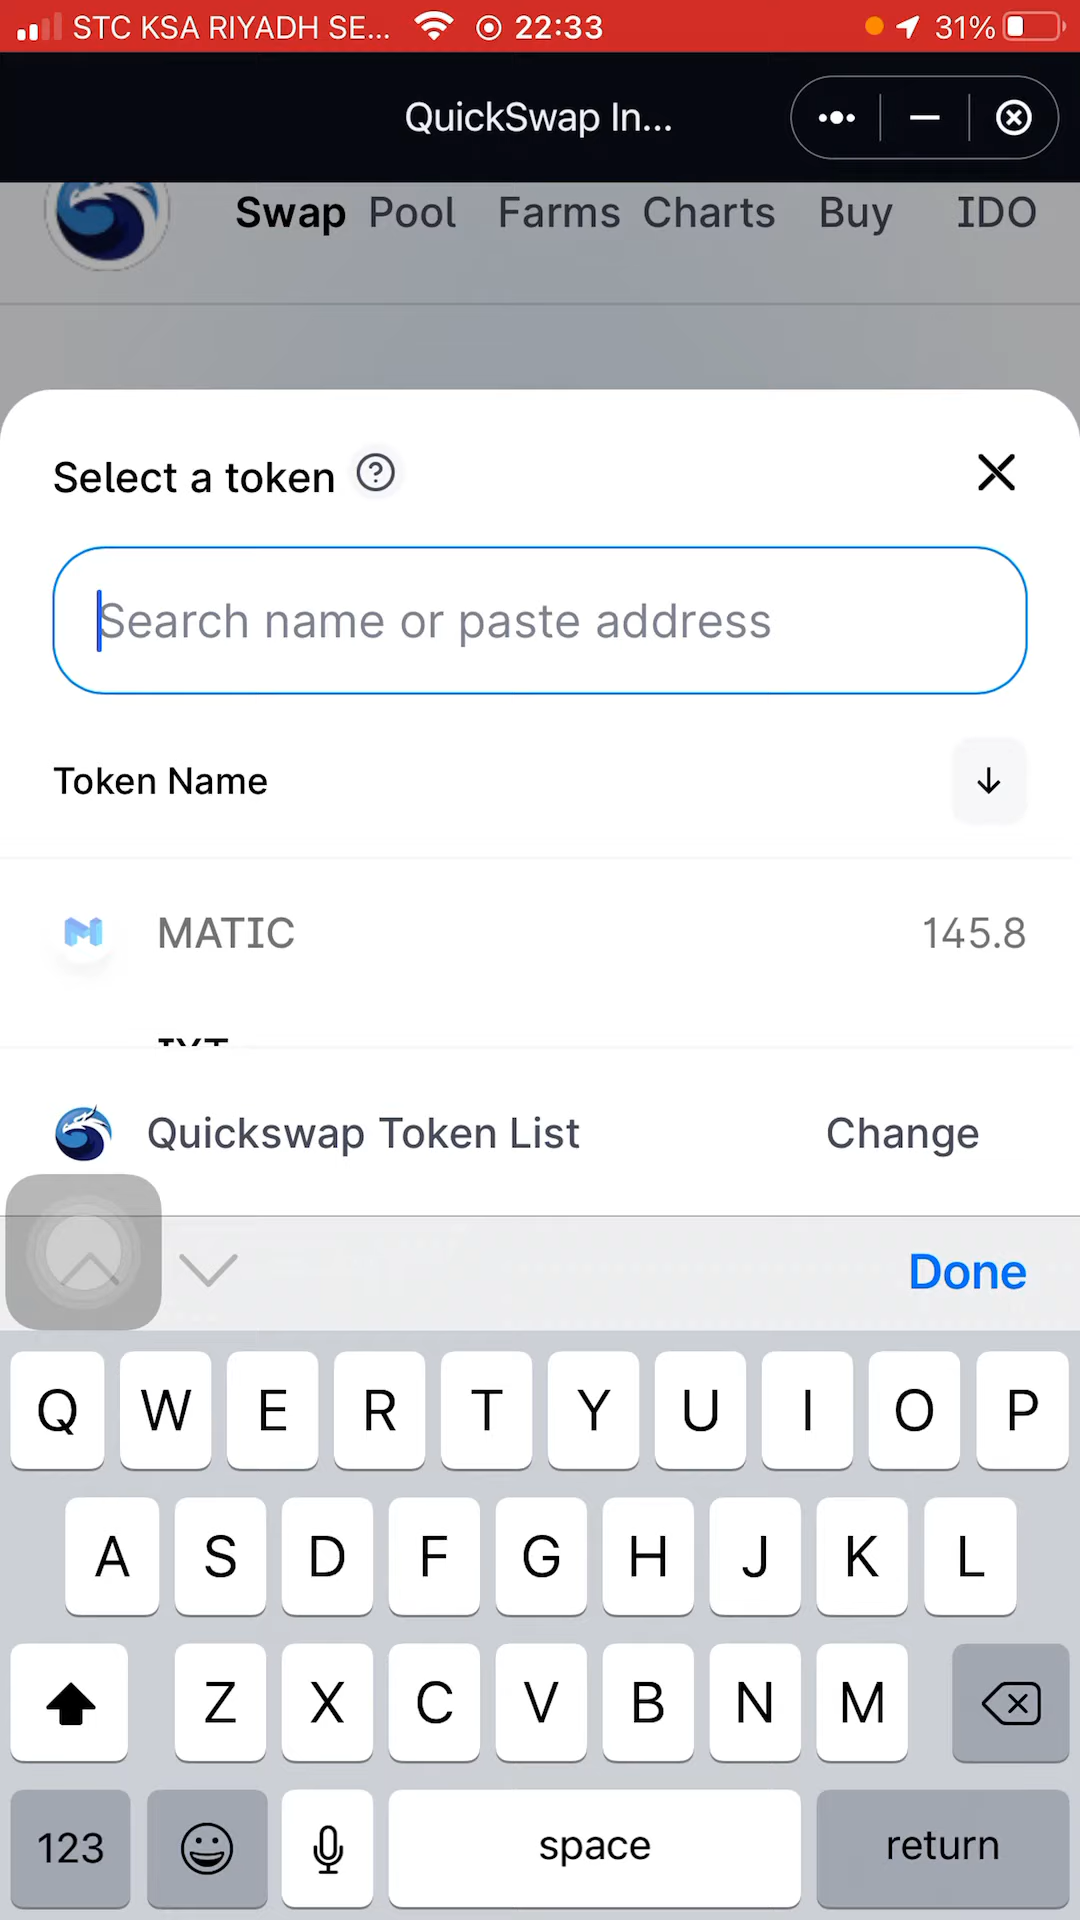 STC KSA RIYADH SE... 22:33 31%
QuickSwap In...
Swap Pool Farms Charts Buy IDO
Select a token
Search name or paste address
Token Name
MATIC 145.8
Quickswap Token List Change
Done
Q W E R T Y U I O P
A S D F G H J K L
Z X C V B N M
123 space return